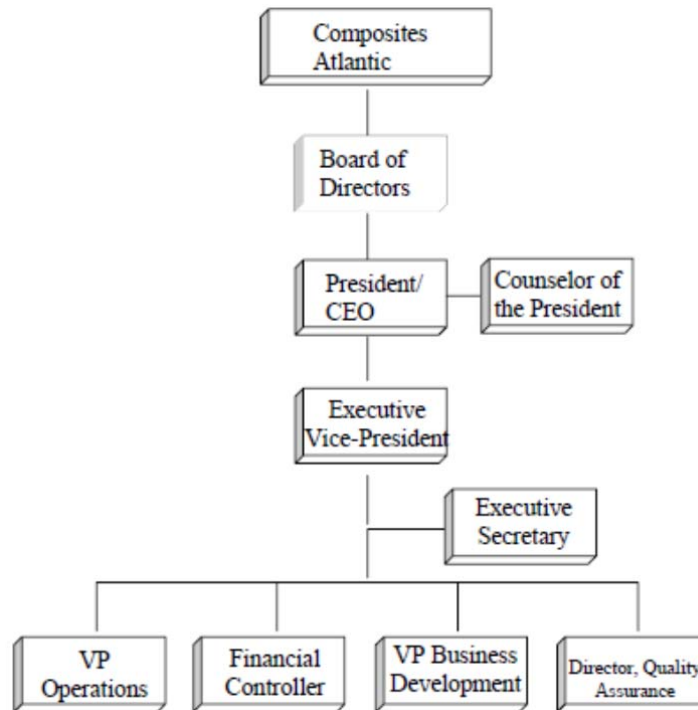 Composites
Atlantic
Board of
Directors
President/
CEO
Counselor of
the President
Executive
Vice-President
Executive
Secretary
VP
Operations
Financial
Controller
VP Business
Development
Director, Quality
Assurance